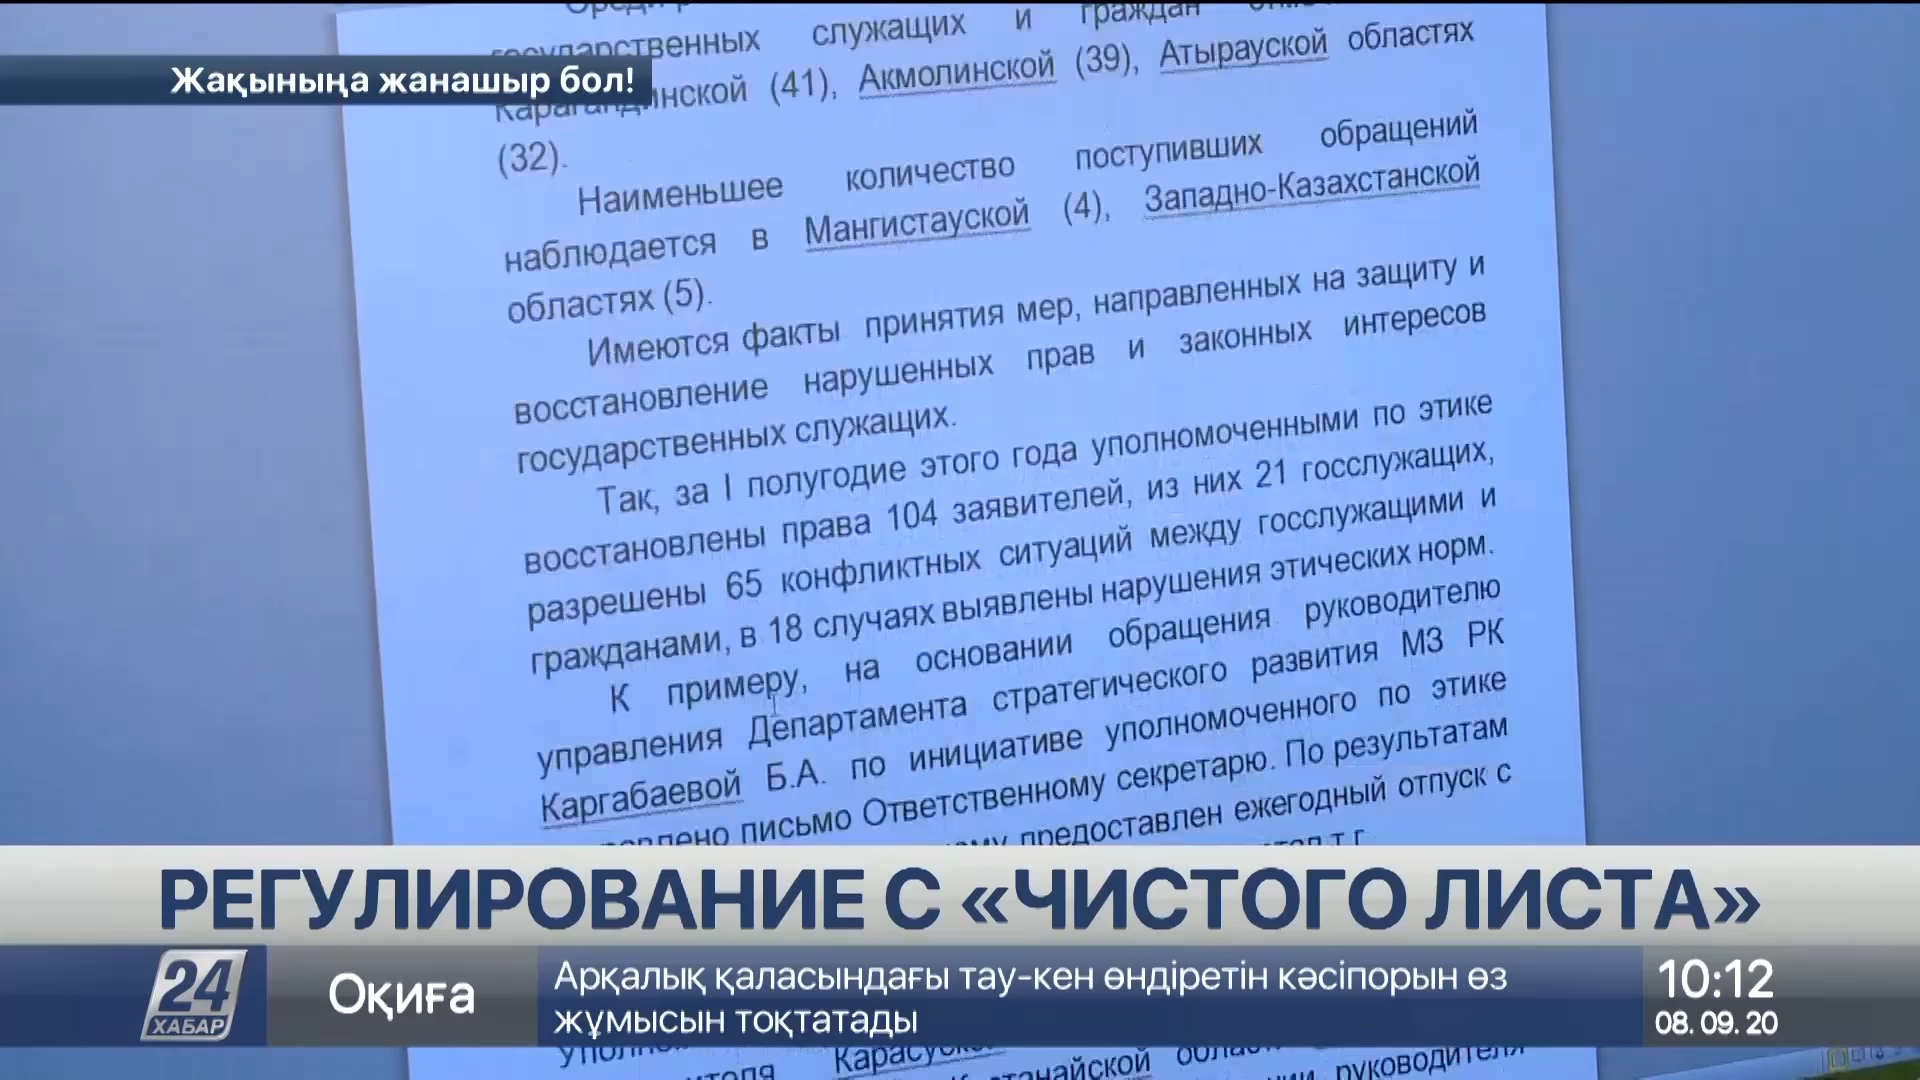 служащих и граждан
Жақыныңа жанашыр бол!
(41), Акмолинской (39), Атырауской областях
(32).
Наименьшее количество поступивших обращений
наблюдается в Мангистауской (4), Западно-Казахстанской
областях (5).
Имеются факты принятия мер, направленных на защиту и
восстановление нарушенных прав и законных интересов
государственных служащих.
Так, за I полугодие этого года уполномоченными по этике
восстановлены права 104 заявителей, из них 21 госслужащих,
разрешены 65 конфликтных ситуаций между госслужащими и
гражданами, в 18 случаях выявлены нарушения этических норм.
К примеру, на основании обращения руководителю
управления Департамента стратегического развития МЗ РК
Каргабаевой Б.А. по инициативе уполномоченного по этике
письмо Ответственному секретарю. По результатам
предоставлен ежегодный отпуск с
РЕГУЛИРОВАНИЕ С «ЧИСТОГО ЛИСТА»
24 ХАБАР
Оқиға
Арқалық қаласындағы тау-кен өндіретін кәсіпорын өз
жұмысын тоқтатады
10:12
08. 09. 20
руководителя